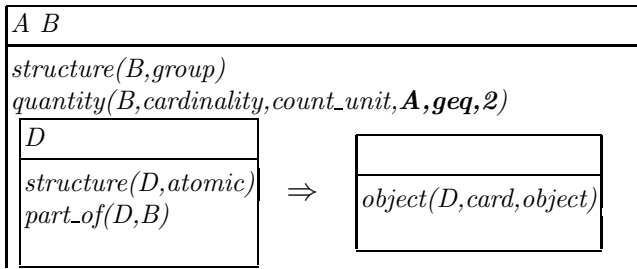 A B
structure(B,group)
quantity(B,cardinality,count_unit,A,geq,2)
D
structure(D,atomic)
part_of(D,B)
⇒
object(D,card,object)